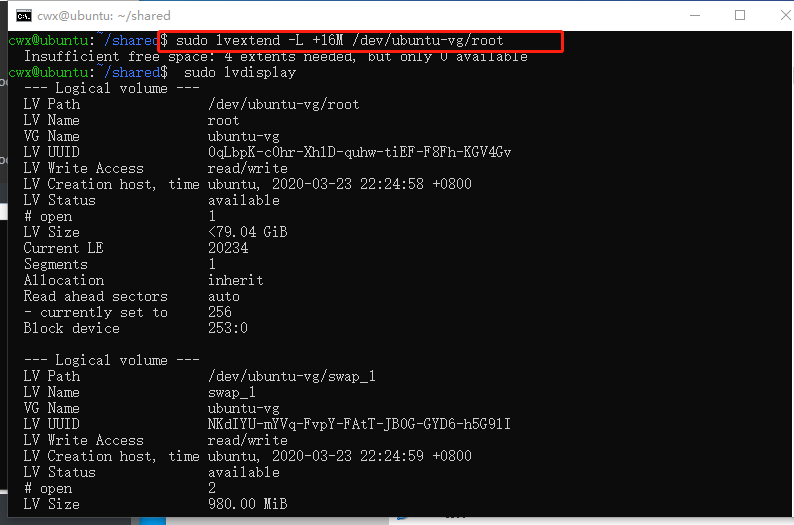 cwx@ubuntu: ~/shared
cwx@ubuntu:~/shared$ sudo lvextend -L +16M /dev/ubuntu-vg/root
Insufficient free space: 4 extents needed, but only 0 available
cwx@ubuntu:~/shared$ sudo lvdisplay
--- Logical volume ---
LV Path /dev/ubuntu-vg/root
LV Name root
VG Name ubuntu-vg
LV UUID 0qLbpK-c0hr-Xh1D-quhw-tiEF-F8Fh-KGV4Gv
LV Write Access read/write
LV Creation host, time ubuntu, 2020-03-23 22:24:58 +0800
LV Status available
# open 1
LV Size <79.04 GiB
Current LE 20234
Segments 1
Allocation inherit
Read ahead sectors auto
- currently set to 256
Block device 253:0
--- Logical volume ---
LV Path /dev/ubuntu-vg/swap_1
LV Name swap_1
VG Name ubuntu-vg
LV UUID NKdIYU-mYVq-FvpY-FAtT-JB0G-GYD6-h5G91I
LV Write Access read/write
LV Creation host, time ubuntu, 2020-03-23 22:24:59 +0800
LV Status available
# open 2
LV Size 980.00 MiB